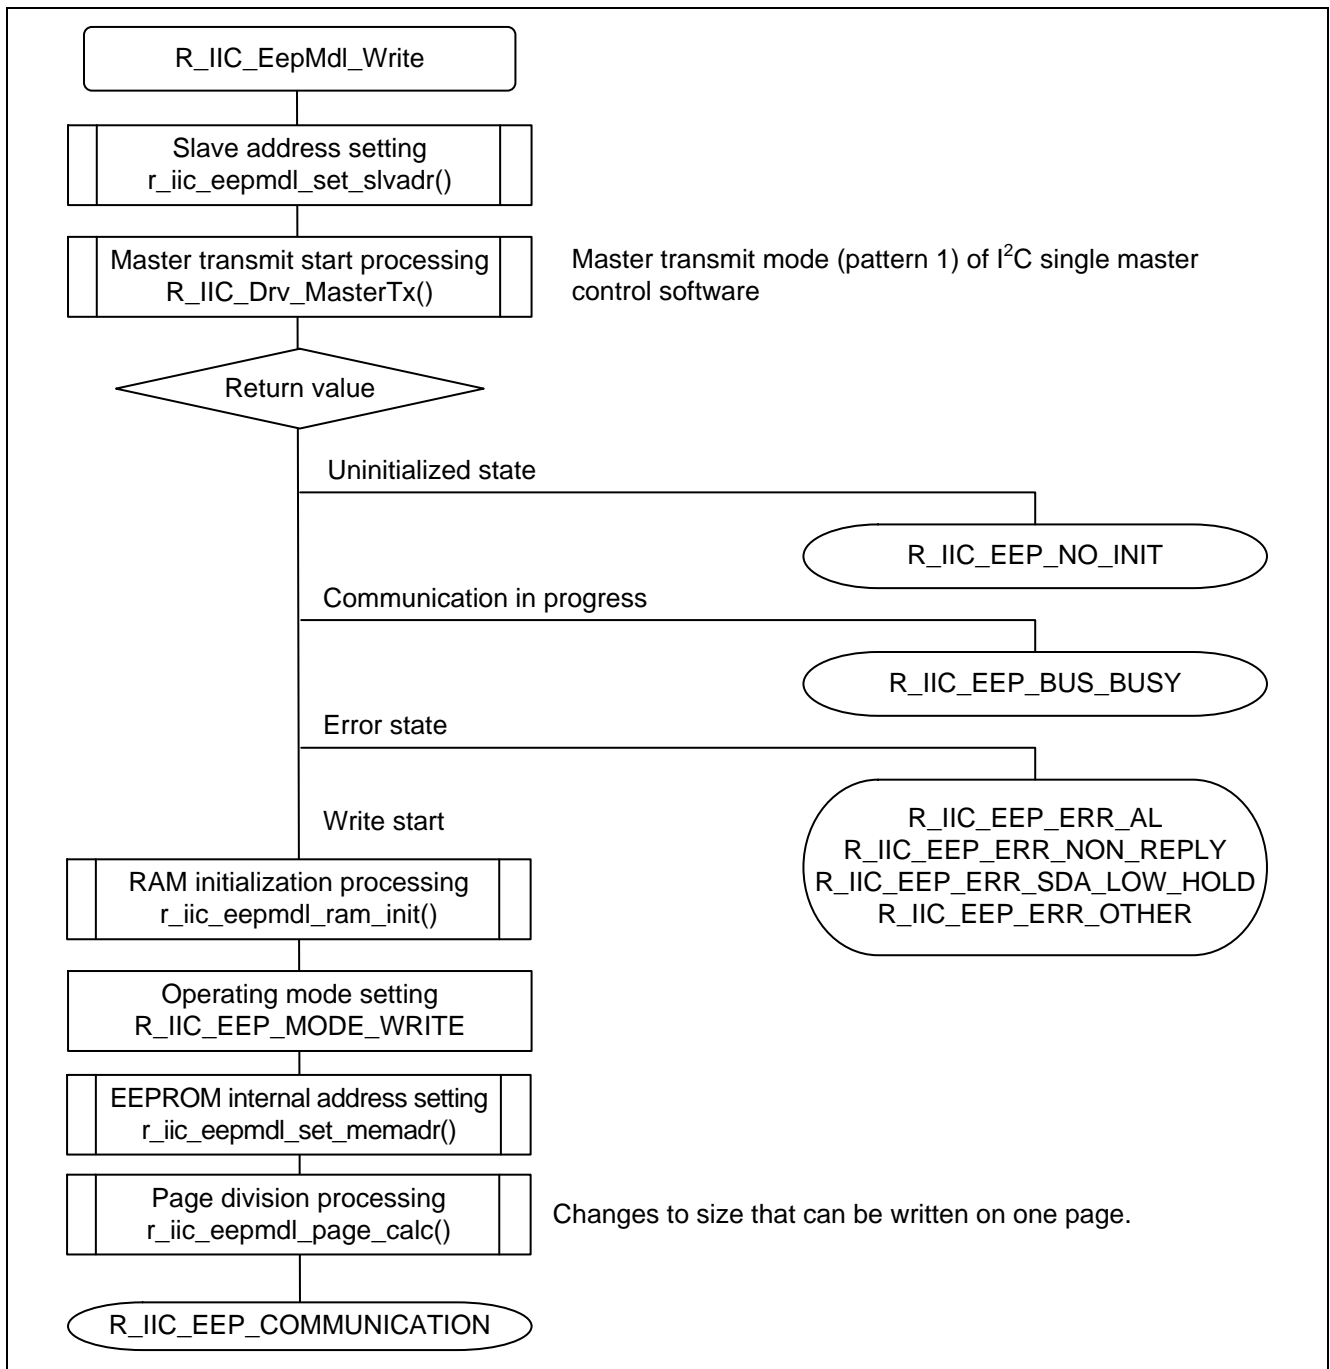 R_IIC_EepMdl_Write
Slave address setting
r_iic_eepmdl_set_slvadr()
Master transmit start processing
R_IIC_Drv_MasterTx()
Master transmit mode (pattern 1) of I²C single master
control software
Return value
Uninitialized state
R_IIC_EEP_NO_INIT
Communication in progress
R_IIC_EEP_BUS_BUSY
Error state
R_IIC_EEP_ERR_AL
R_IIC_EEP_ERR_NON_REPLY
R_IIC_EEP_ERR_SDA_LOW_HOLD
R_IIC_EEP_ERR_OTHER
Write start
RAM initialization processing
r_iic_eepmdl_ram_init()
Operating mode setting
R_IIC_EEP_MODE_WRITE
EEPROM internal address setting
r_iic_eepmdl_set_memadr()
Page division processing
r_iic_eepmdl_page_calc()
Changes to size that can be written on one page.
R_IIC_EEP_COMMUNICATION